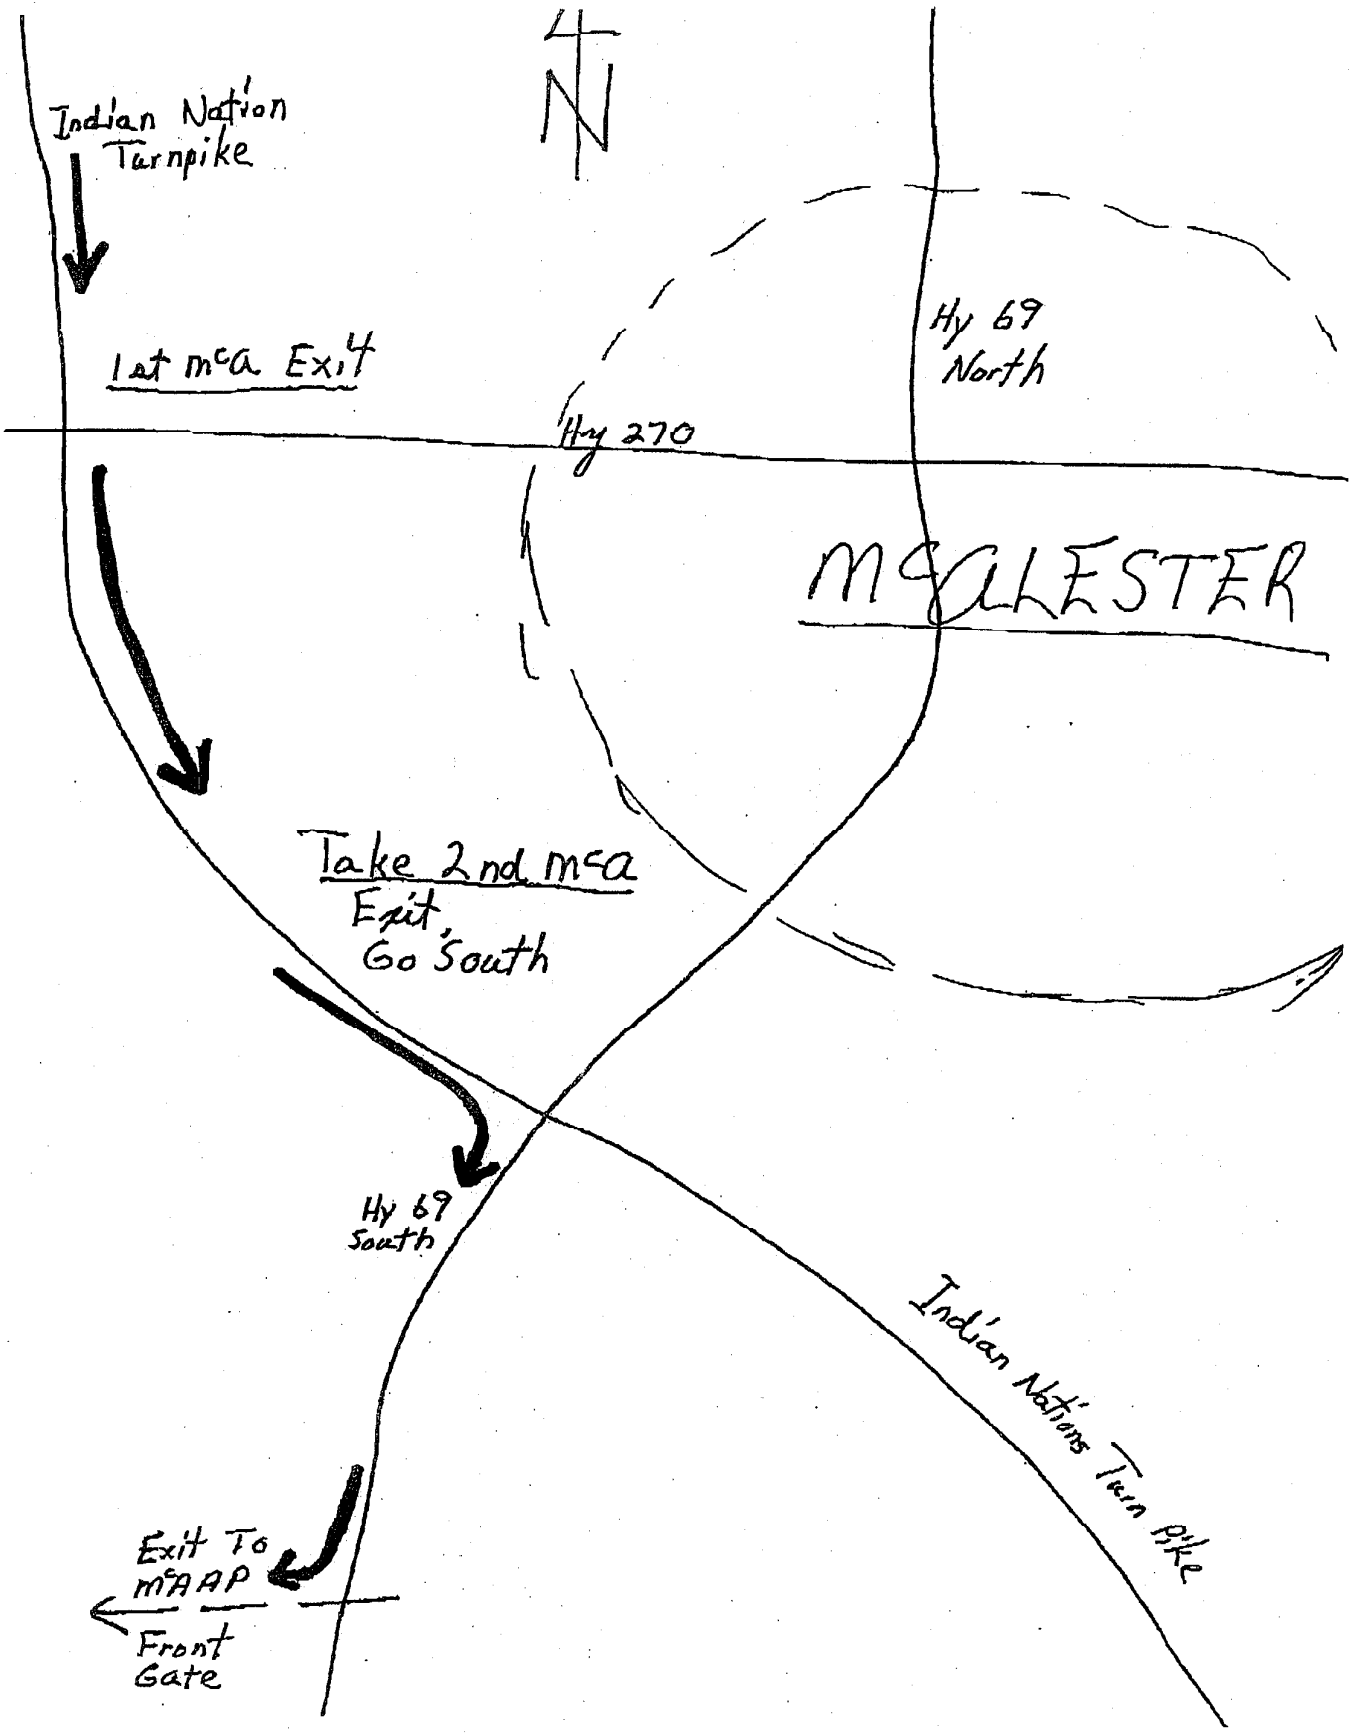 N
Indian Nation
Turnpike
Hy 69
North
1st McA Exit
Hy 270
McALESTER
Take 2nd McA
Exit,
Go South
Hy 69
South
Indian Nations Turn Pike
Exit To
McAAP
Front
Gate